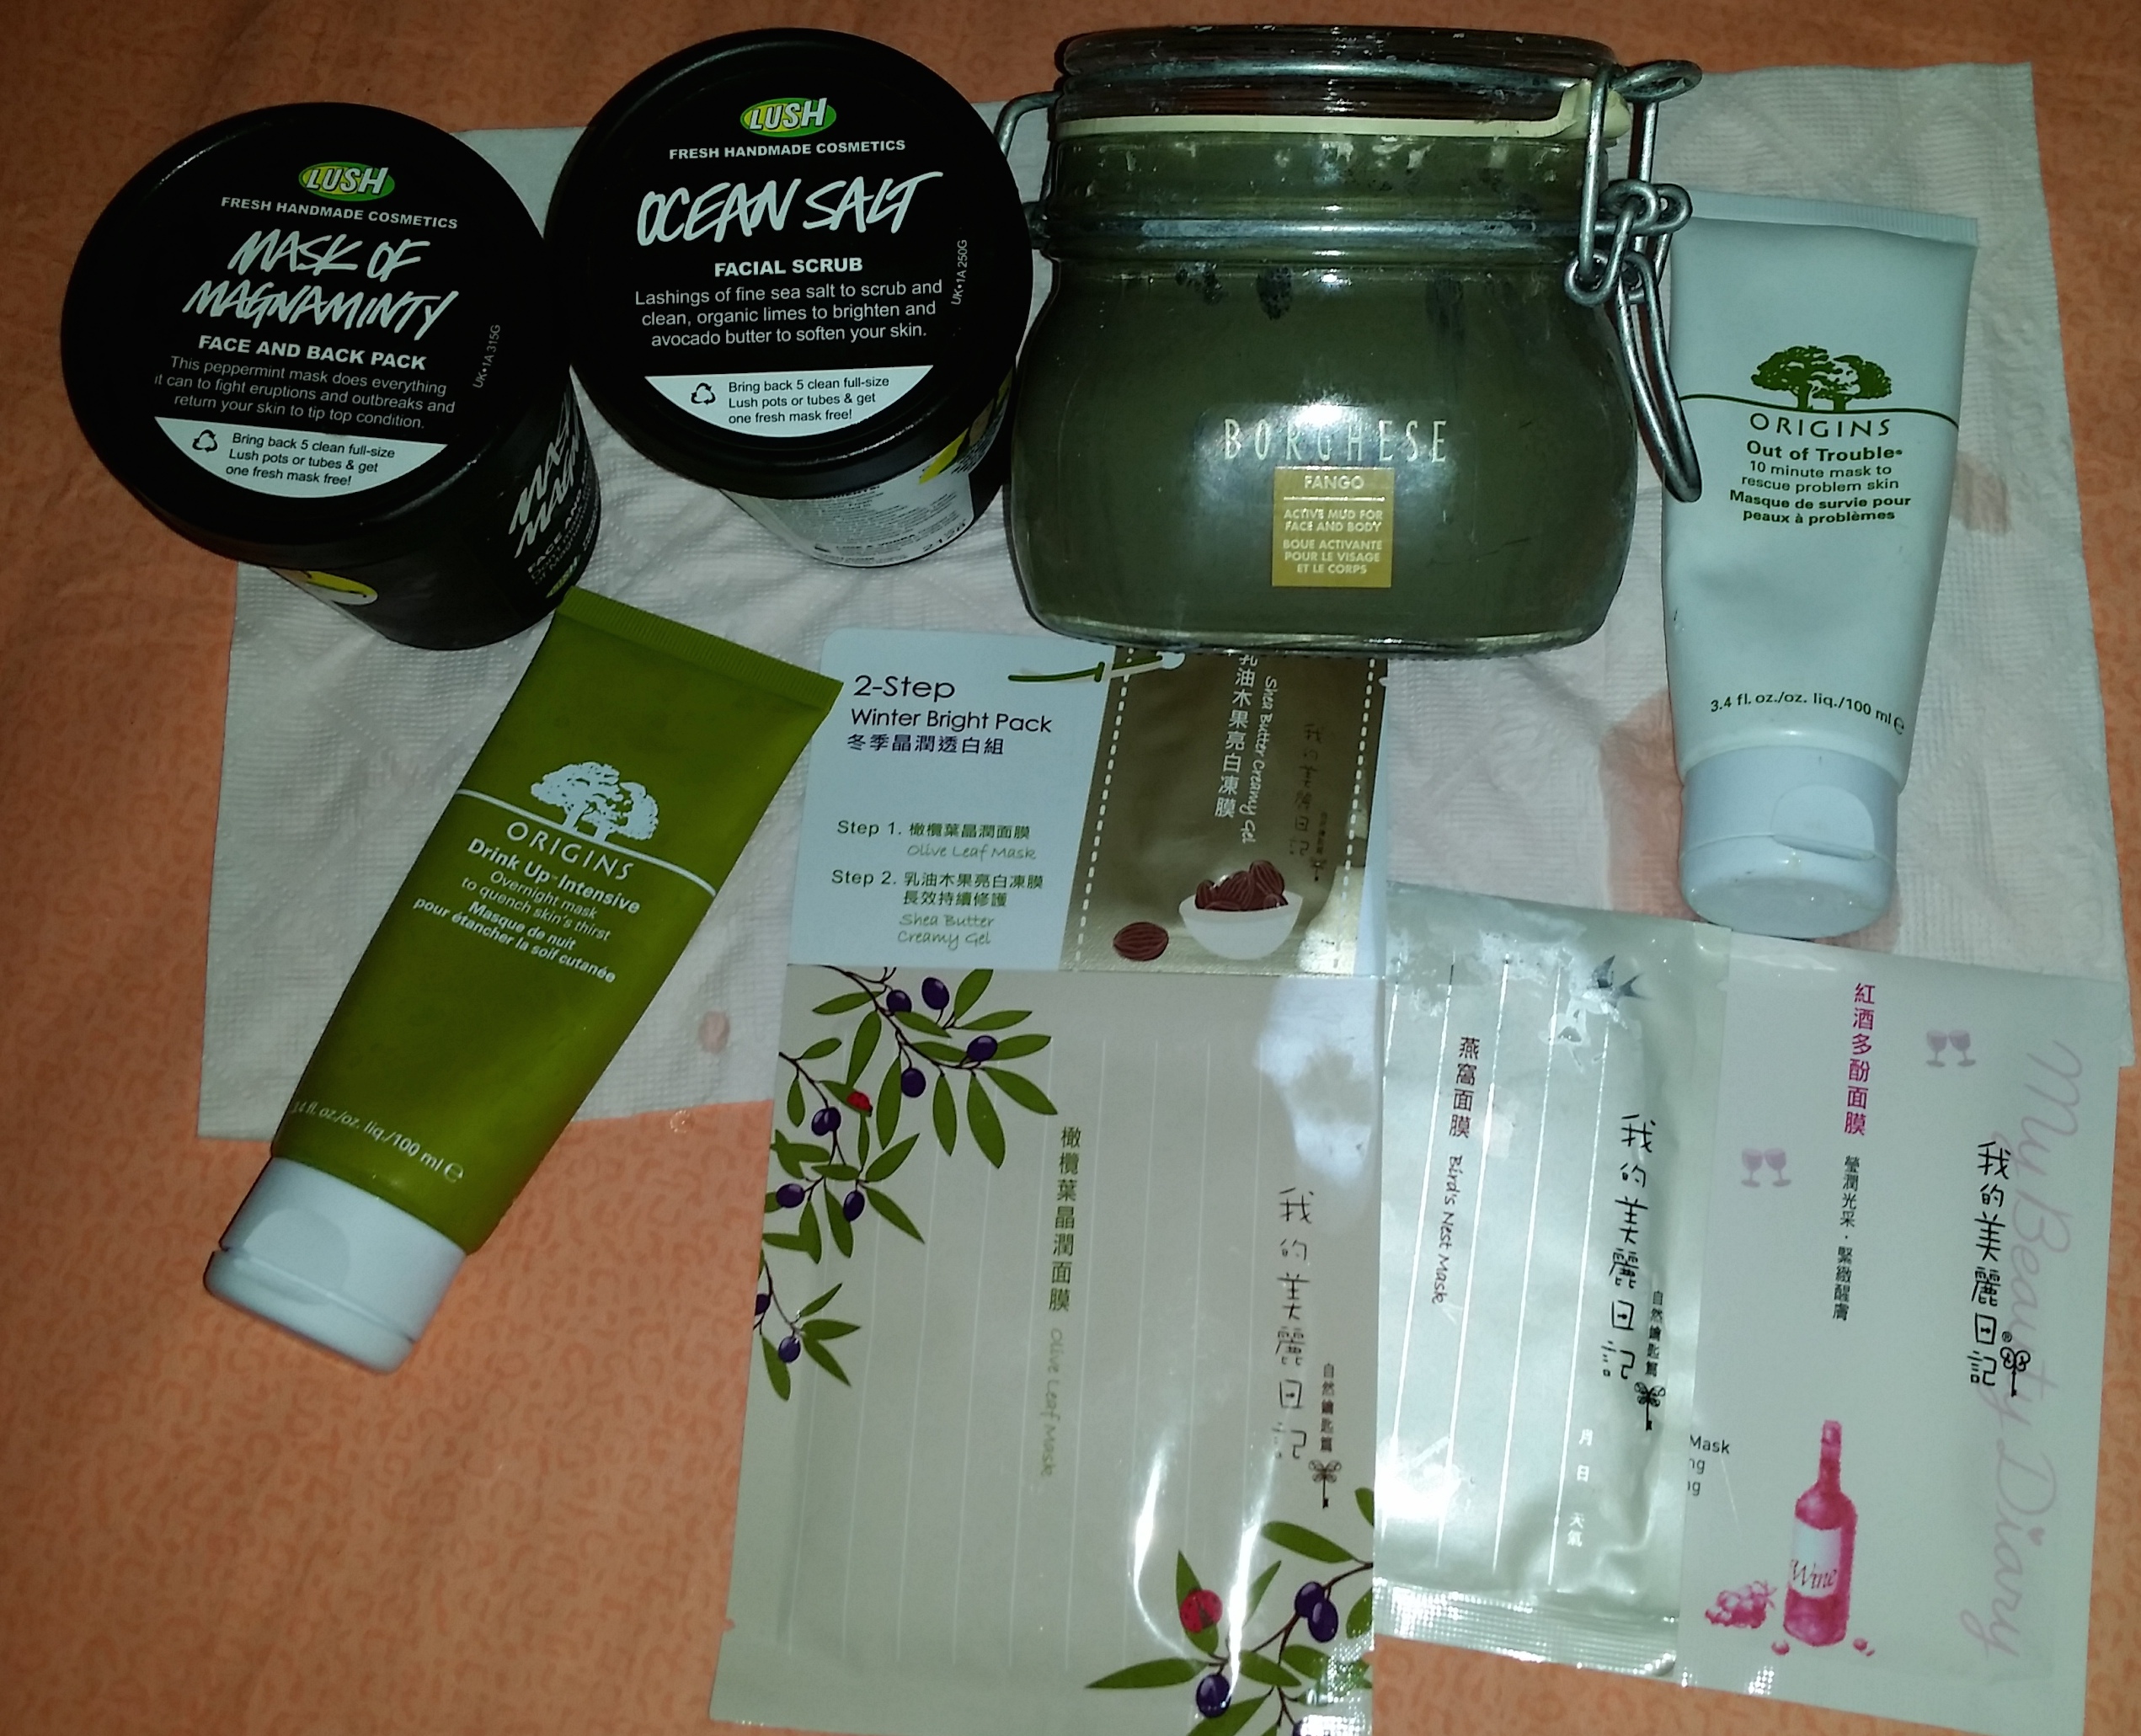 LUSH
FRESH HANDMADE COSMETICS
MASK OF
MAGNAMINTY
FACE AND BACK PACK
This peppermint mask does everything
it can to fight eruptions and outbreaks and
return your skin to tip top condition.
Bring back 5 clean full-size
Lush pots or tubes & get
one fresh mask free!
UK•1A 315G
LUSH
FRESH HANDMADE COSMETICS
OCEAN SALT
FACIAL SCRUB
Lashings of fine sea salt to scrub and
clean, organic limes to brighten and
avocado butter to soften your skin.
Bring back 5 clean full-size
Lush pots or tubes & get
one fresh mask free!
UK•1A 250G
BORGHESE
FANGO
ACTIVE MUD FOR
FACE AND BODY
BOUE ACTIVANTE
POUR LE VISAGE
ET LE CORPS
ORIGINS
Out of Trouble
10 minute mask to
rescue problem skin
Masque de survie pour
peaux à problèmes
3.4 fl. oz./oz. liq./100 ml e
ORIGINS
Drink Up Intensive
Overnight mask
to quench skin's thirst
Masque de nuit
pour étancher la soif cutanée
3.4 fl. oz./oz. liq./100 ml e
2-Step
Winter Bright Pack
冬季晶潤透白組
Step 1. 橄欖葉晶潤面膜
Olive Leaf Mask
Step 2. 乳油木果亮白凍膜
長效持續修護
Shea Butter
Creamy Gel
乳油木果亮白凍膜
Shea Butter Creamy Gel
我的美麗日記
橄欖葉晶潤面膜 Olive Leaf Mask
我的美麗日記
自然鑰匙篇
燕窩面膜 Bird's Nest Mask
我的美麗日記
自然鑰匙篇
月 日 天氣
紅酒多酚面膜
瑩潤光采・緊緻醒膚
我的美麗日記®
My Beauty Diary
Mask
ng
ng
Wine